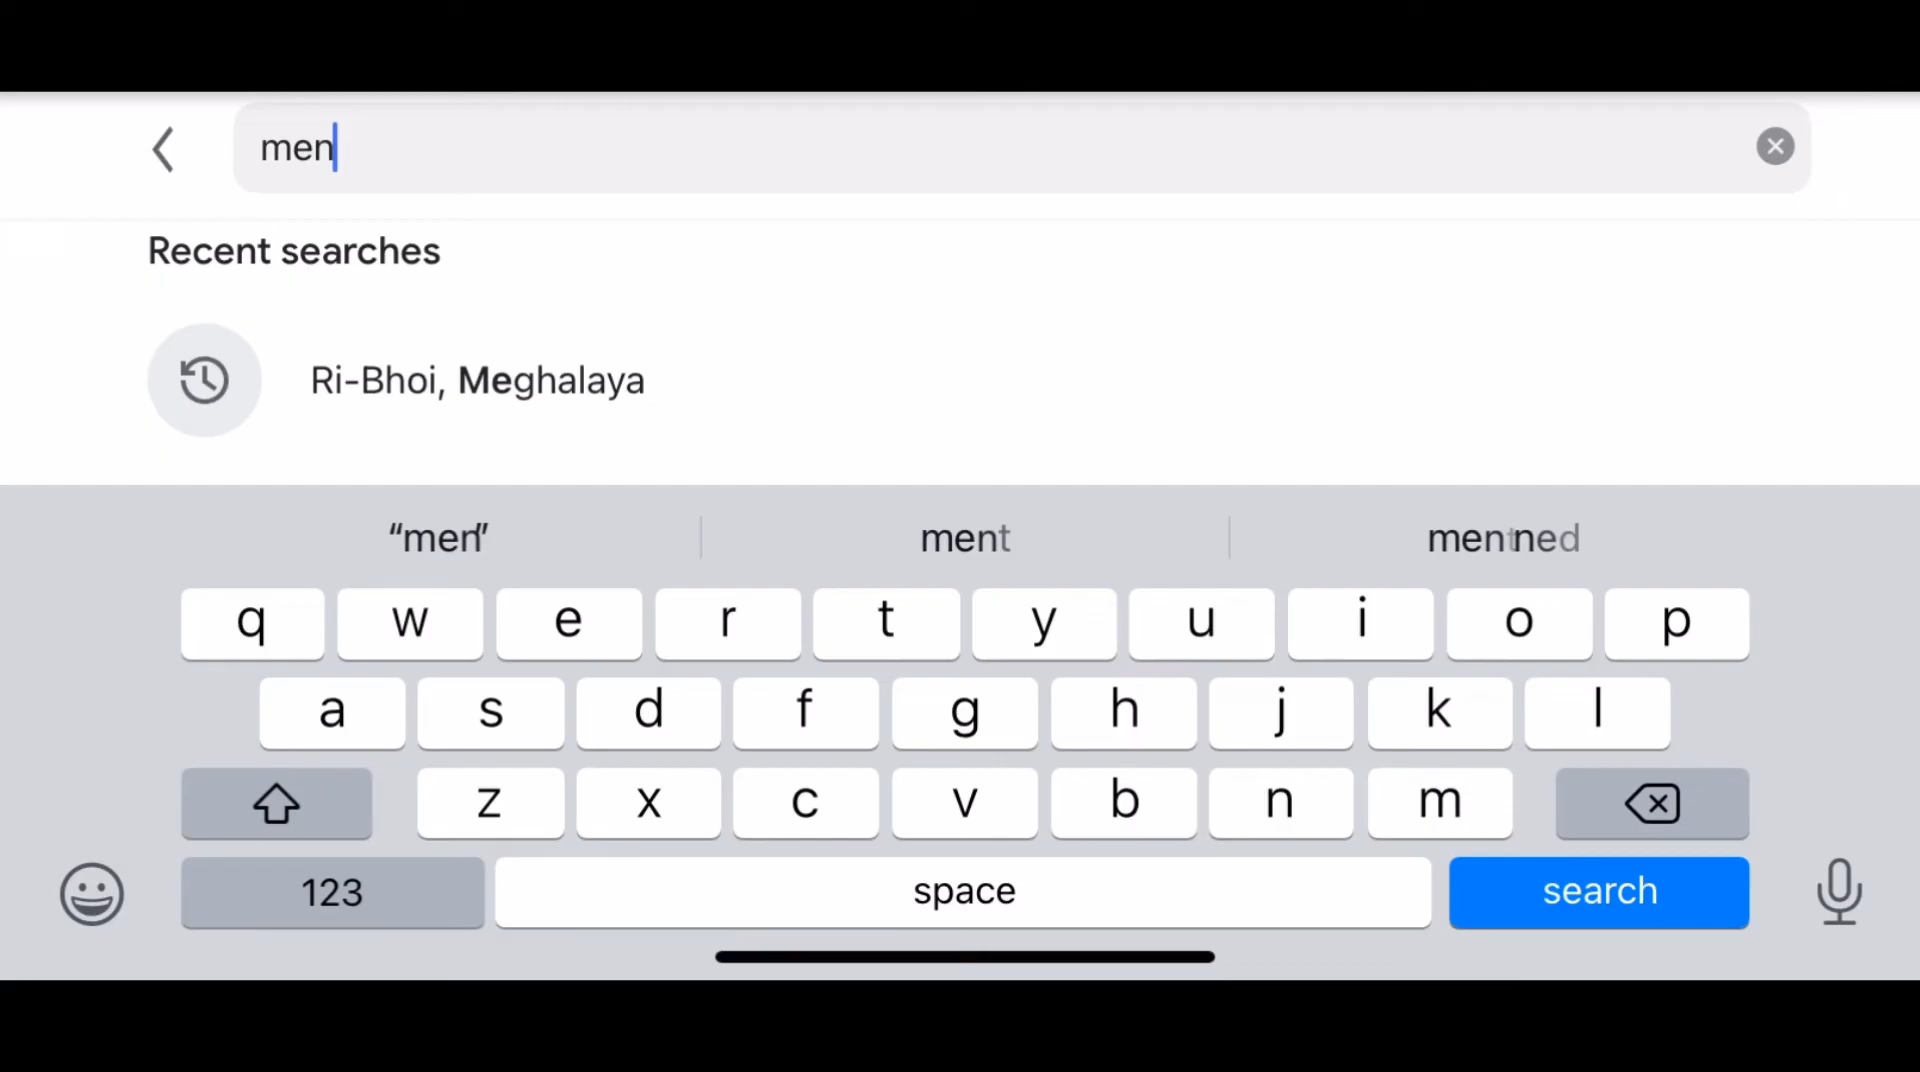 men
Recent searches
Ri-Bhoi, Meghalaya
“men” ment
q w e r t y u i o p
a s d f g h j k l
z x c v b n m
123 space search